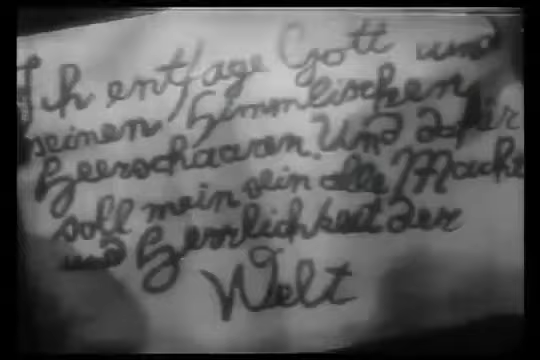 Ich entsage Gott und
seinen Himmlischen
Heerschaaren. Und dafür
soll mein sein alle Macht
und Herrlichkeit der
Welt